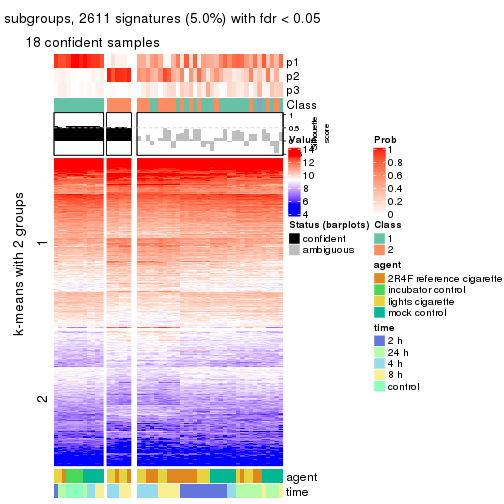 subgroups, 2611 signatures (5.0%) with fdr < 0.05
18 confident samples
p1
p2
p3
Class
1
0.5
0
Silhouette
score
k-means with 2 groups
1
2
Value
14
12
10
8
6
4
Prob
1
0.8
0.6
0.4
0.2
0
Status (barplots)
confident
ambiguous
Class
1
2
agent
2R4F reference cigarette
incubator control
lights cigarette
mock control
time
2 h
24 h
4 h
8 h
control
agent
time